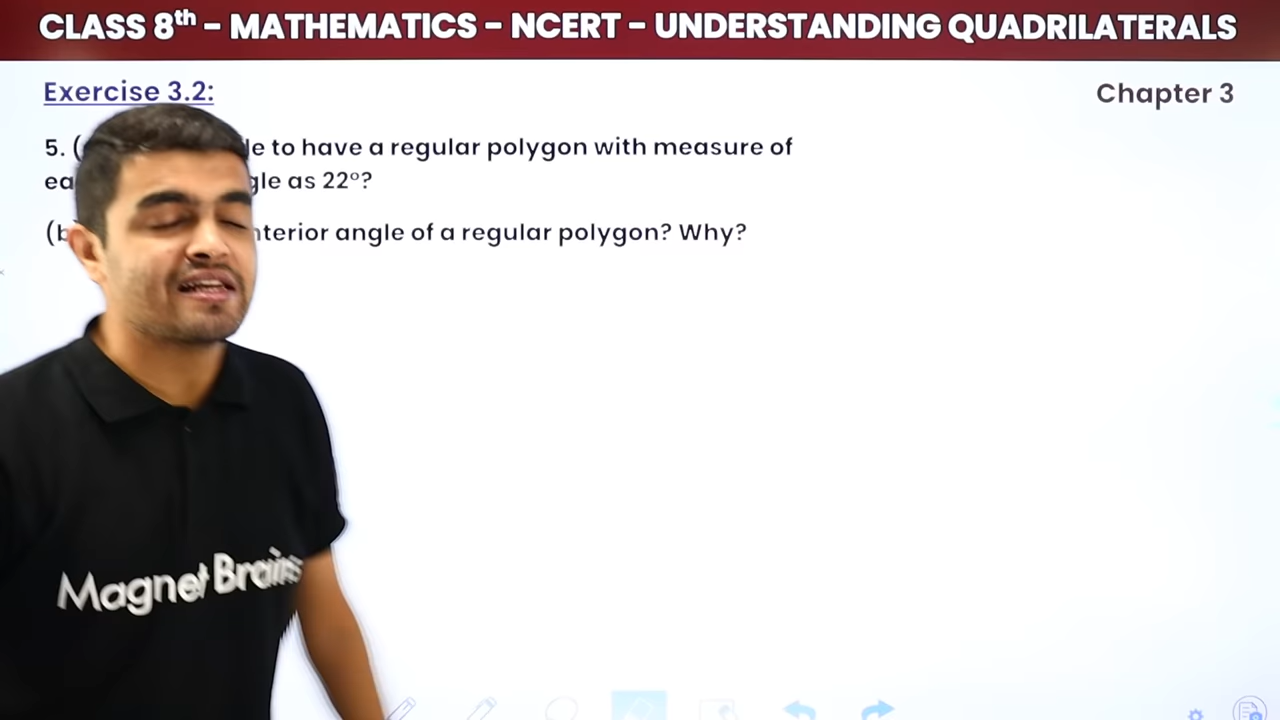 CLASS 8th - MATHEMATICS - NCERT - UNDERSTANDING QUADRILATERALS
Exercise 3.2:
Chapter 3
5. ( le to have a regular polygon with measure of
ea gle as 22°?
(b nterior angle of a regular polygon? Why?
Magnet Brains